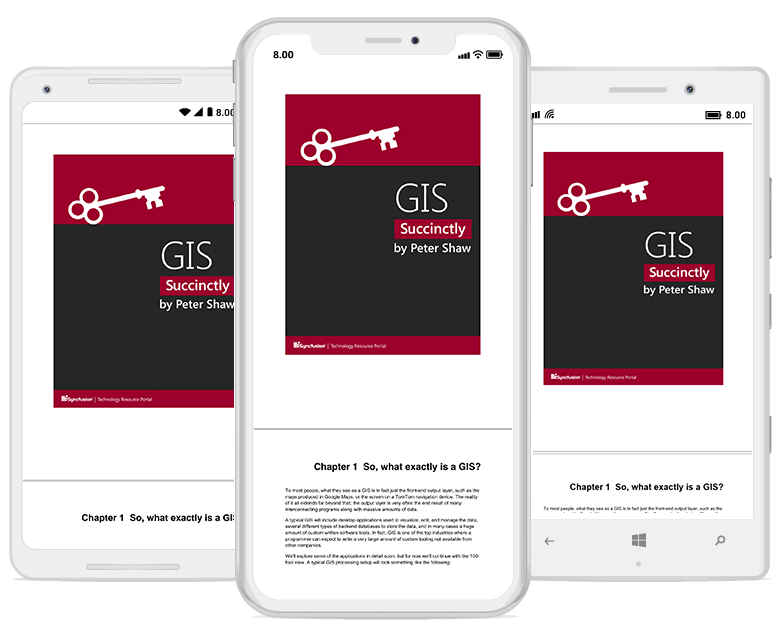 8.00
GIS
Succinctly
by Peter Shaw
Syncfusion | Technology Resource Portal
Chapter 1 So, what exactly is a GIS
8.00
GIS
Succinctly
by Peter Shaw
Syncfusion | Technology Resource Portal
Chapter 1 So, what exactly is a GIS?
To most people, what they see as a GIS is in fact just the front-end output layer, such as the
maps produced in Google Maps, or the screen on a TomTom navigation device. The reality
of it all extends far beyond that; the output layer is very often the end result of many
interconnecting programs along with massive amounts of data.
A typical GIS will include desktop applications used to visualize, edit, and manage the data,
several different types of backend databases to store the data, and in many cases a huge
amount of custom written software tools. In fact, GIS is one of the top industries where a
programmer can expect to write a very large amount of custom tooling not available from
other companies.
We'll explore some of the applications in detail soon, but for now we'll continue with the 100-
foot view. A typical GIS processing setup will look something like the following:
8.00
GIS
Succinctly
by Peter Shaw
Syncfusion | Technology Resource Portal
Chapter 1 So, what exactly is a GIS?
To most people, what they see as a GIS is in fact just the front-end output layer, such as the